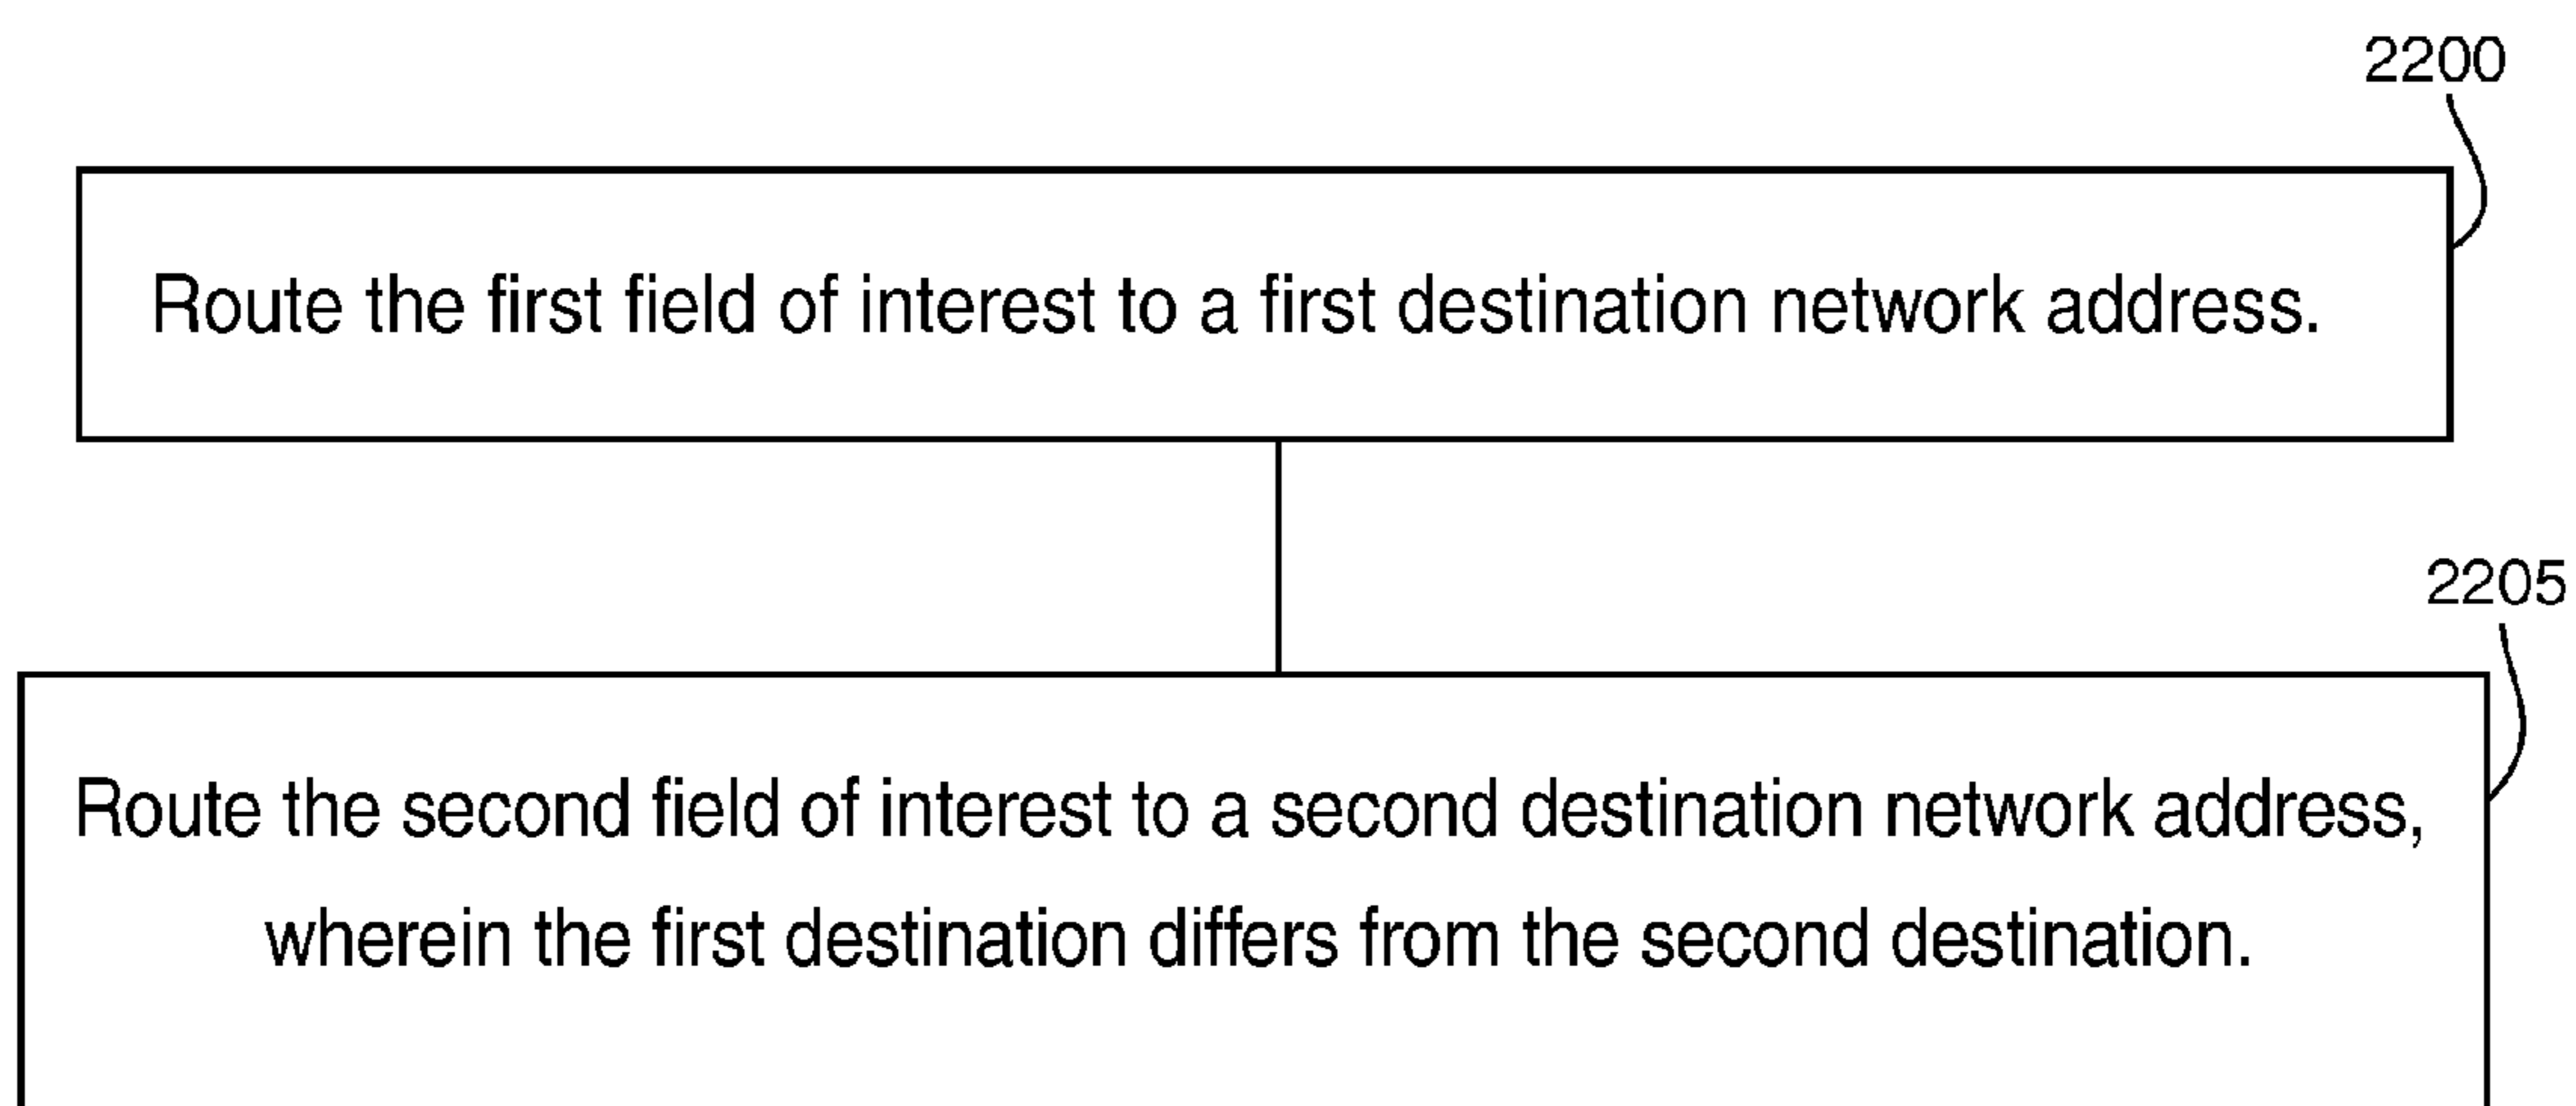 2200
Route the first field of interest to a first destination network address.
2205
Route the second field of interest to a second destination network address,
wherein the first destination differs from the second destination.